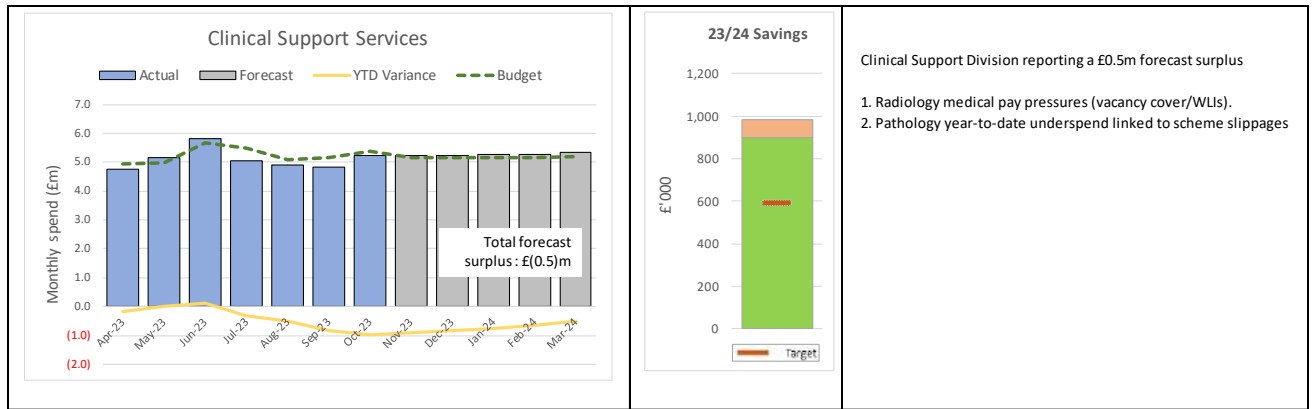 Clinical Support Services
Actual Forecast YTD Variance Budget
Monthly spend (£m)
7.0
6.0
5.0
4.0
3.0
2.0
1.0
0.0
(1.0)
(2.0)
Total forecast
surplus : £(0.5)m
Apr-23
May-23
Jun-23
Jul-23
Aug-23
Sep-23
Oct-23
Nov-23
Dec-23
Jan-24
Feb-24
Mar-24
23/24 Savings
£'000
1,200
1,000
800
600
400
200
0
Target
Clinical Support Division reporting a £0.5m forecast surplus
1. Radiology medical pay pressures (vacancy cover/WLIs).
2. Pathology year-to-date underspend linked to scheme slippages